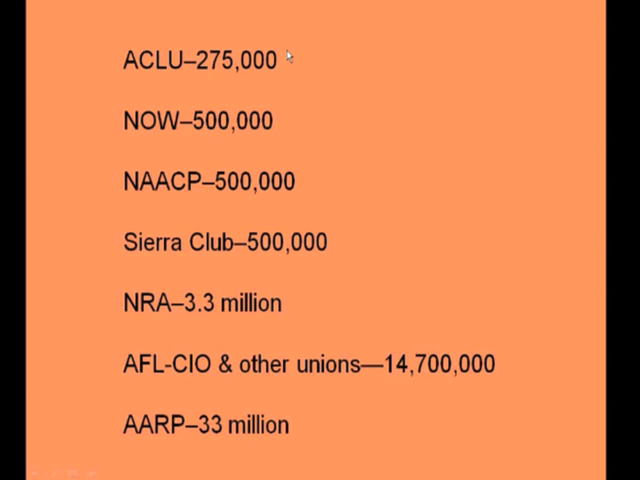 ACLU–275,000
NOW–500,000
NAACP–500,000
Sierra Club–500,000
NRA–3.3 million
AFL-CIO & other unions—14,700,000
AARP–33 million